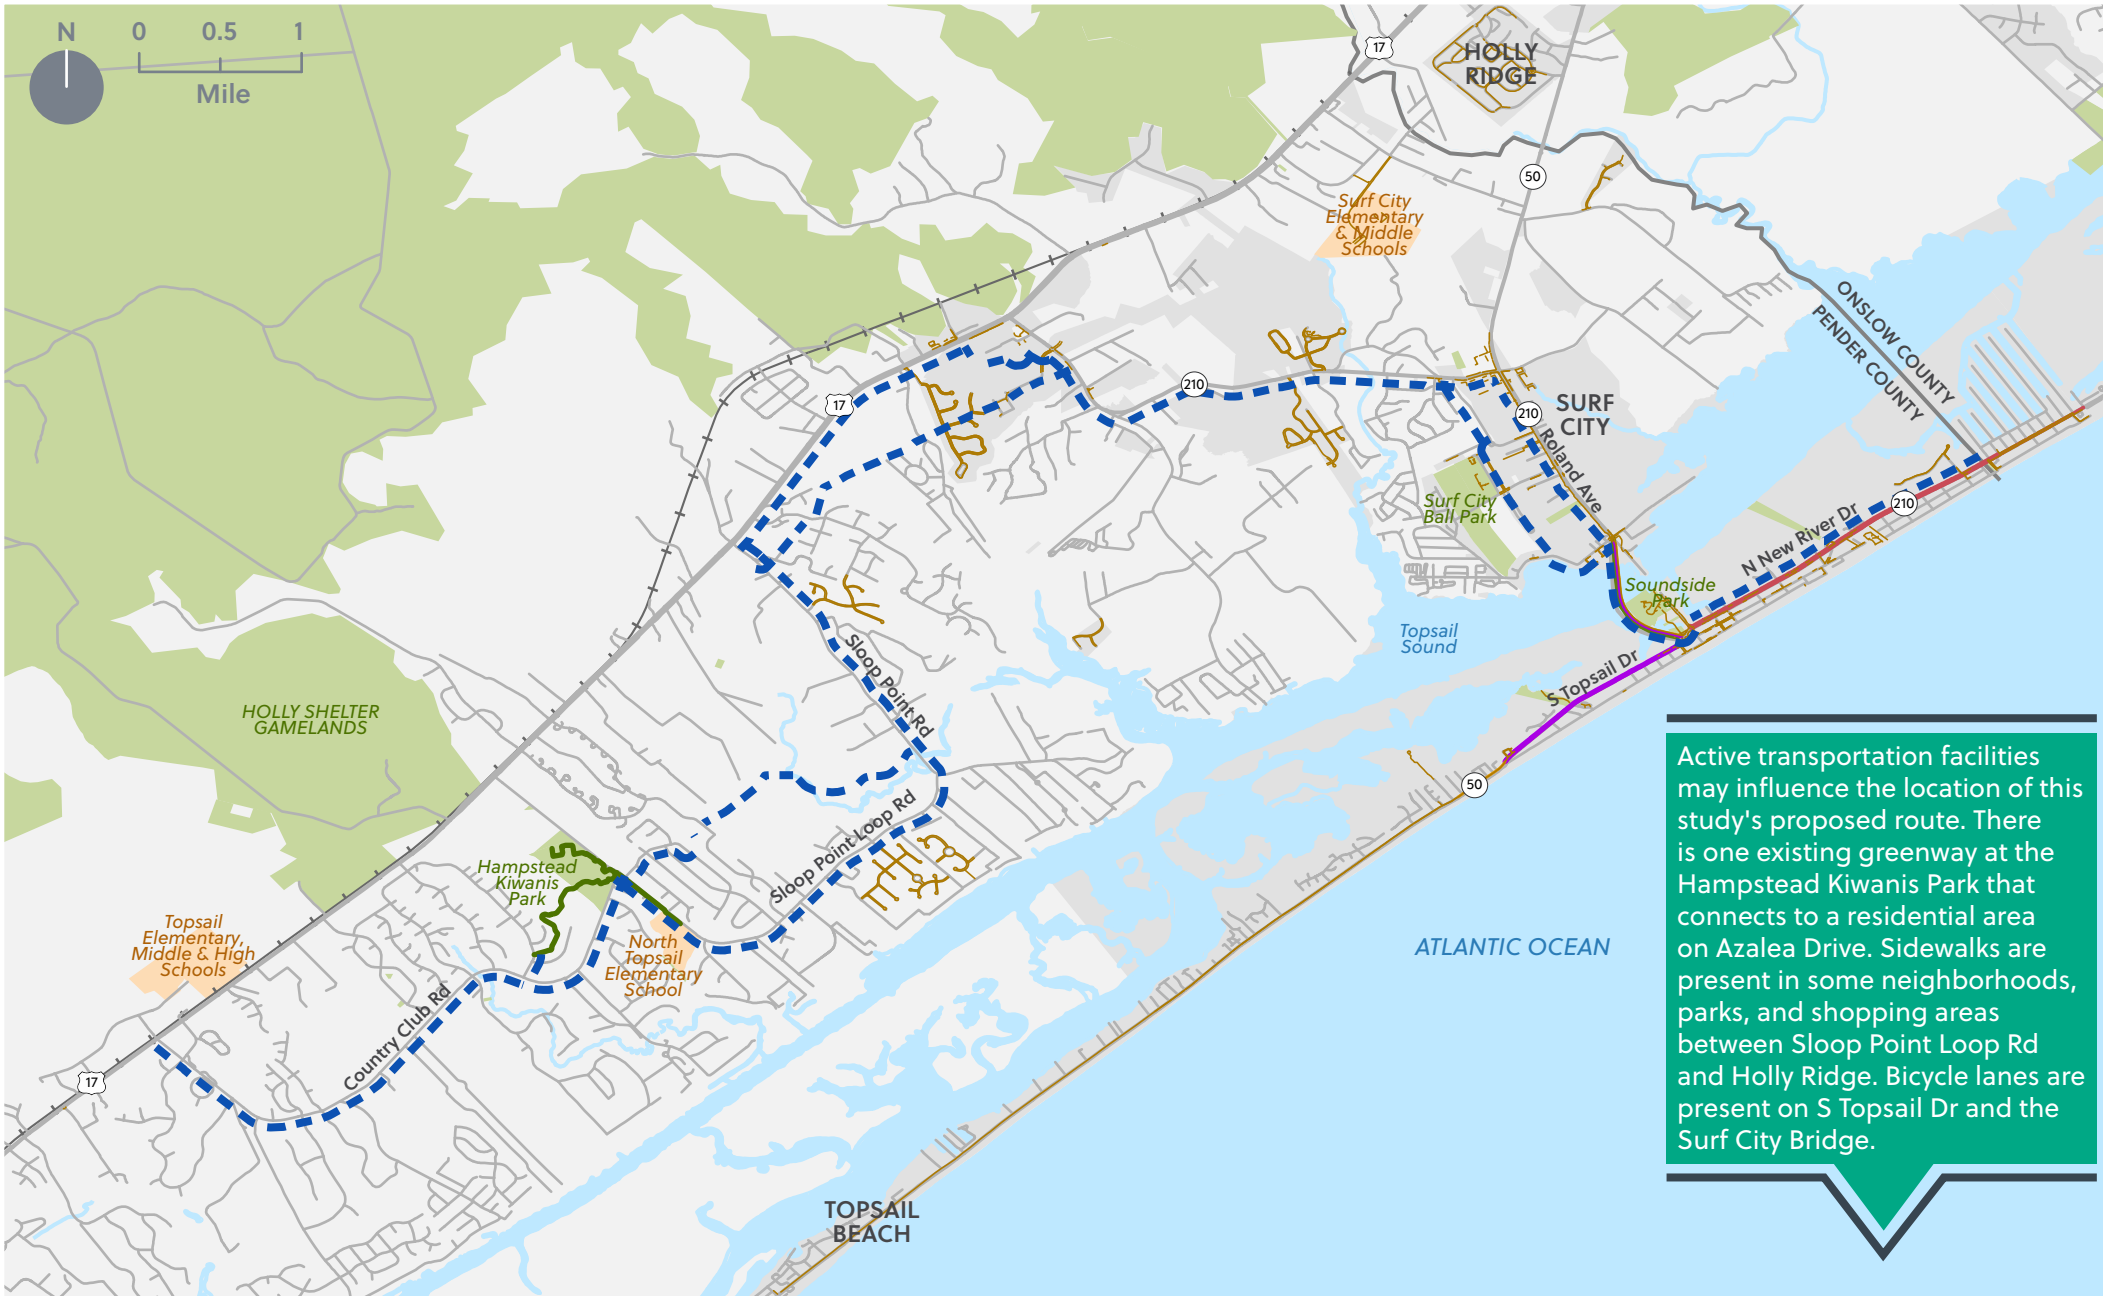 N
0 0.5 1
Mile
17
HOLLY
RIDGE
50
Surf City
Elementary
& Middle
Schools
ONSLOW COUNTY
PENDER COUNTY
17
210
210
SURF
CITY
Roland Ave
Surf City
Ball Park
210
N New River Dr
Soundside
Park
Topsail
Sound
S Topsail Dr
Sloop Point Rd
HOLLY SHELTER
GAMELANDS
50
Sloop Point Loop Rd
Hampstead
Kiwanis
Park
Topsail
Elementary,
Middle & High
Schools
North
Topsail
Elementary
School
ATLANTIC OCEAN
Country Club Rd
17
TOPSAIL
BEACH
Active transportation facilities
may influence the location of this
study's proposed route. There
is one existing greenway at the
Hampstead Kiwanis Park that
connects to a residential area
on Azalea Drive. Sidewalks are
present in some neighborhoods,
parks, and shopping areas
between Sloop Point Loop Rd
and Holly Ridge. Bicycle lanes are
present on S Topsail Dr and the
Surf City Bridge.